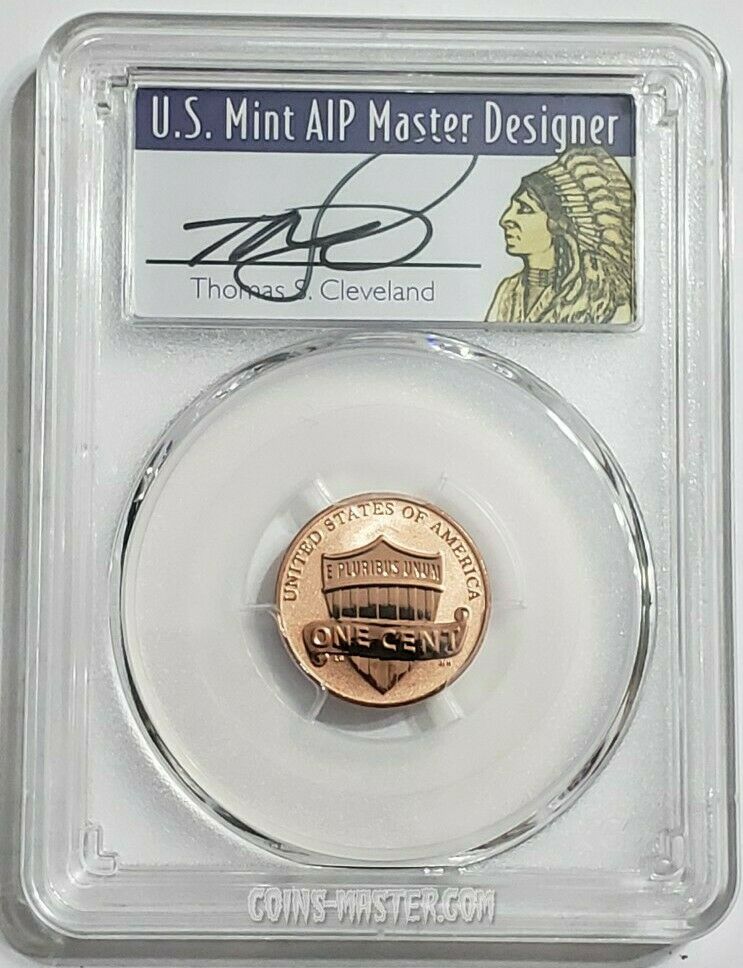 U.S. Mint AIP Master Designer
Thomas S. Cleveland
UNITED STATES OF AMERICA
E PLURIBUS UNUM
ONE CENT
COINS-MASTER.COM